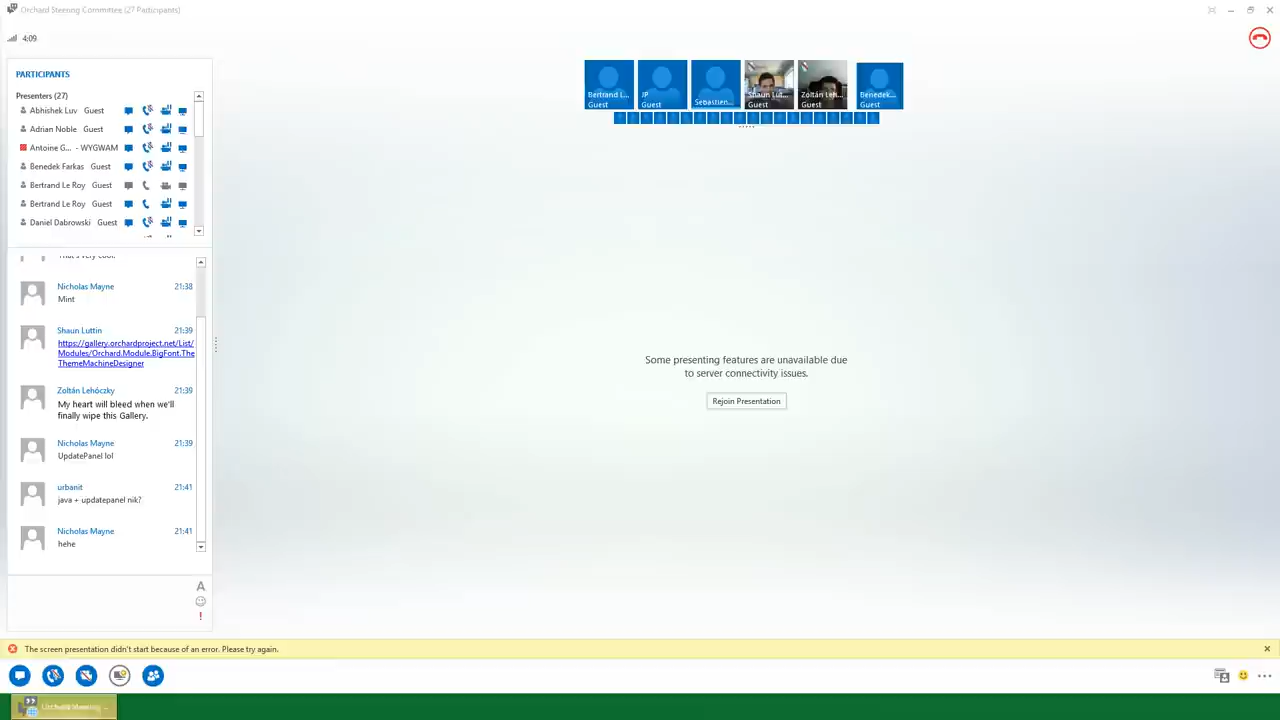 Orchard Steering Committee (27 Participants)
4:09
PARTICIPANTS
Presenters (27)
Abhishek Luv Guest
Adrian Noble Guest
Antoine G... - WYGWAM
Benedek Farkas Guest
Bertrand Le Roy Guest
Bertrand Le Roy Guest
Daniel Dabrowski Guest
Bertrand L...
Guest
JP
Guest
Sebastien...
Shaun Lut...
Guest
Zoltán Leh...
Guest
Benedek...
Guest
That's very cool.
Nicholas Mayne 21:38
Mint
Shaun Luttin 21:39
https://gallery.orchardproject.net/List/
Modules/Orchard.Module.BigFont.The
ThemeMachineDesigner
Zoltán Lehóczky 21:39
My heart will bleed when we'll
finally wipe this Gallery.
Nicholas Mayne 21:39
UpdatePanel lol
urbanit 21:41
java + updatepanel nik?
Nicholas Mayne 21:41
hehe
A
!
Some presenting features are unavailable due
to server connectivity issues.
Rejoin Presentation
The screen presentation didn't start because of an error. Please try again.